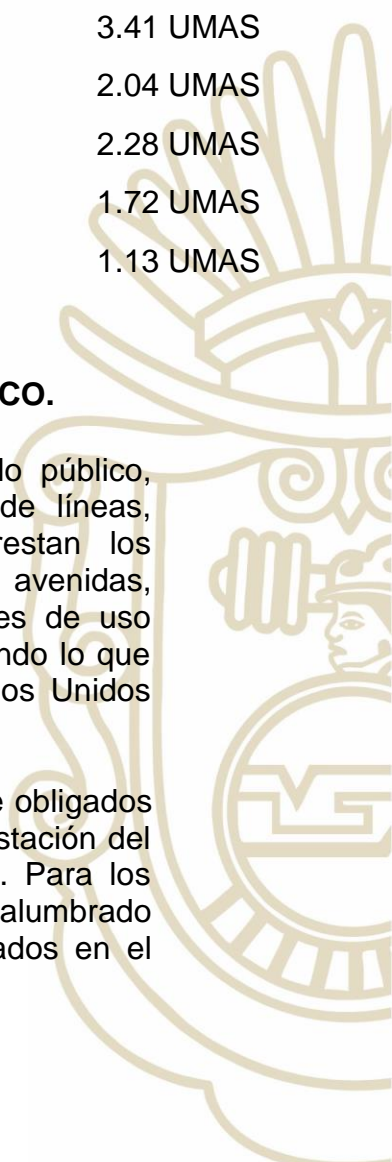 3.41 UMAS
2.04 UMAS
2.28 UMAS
1.72 UMAS
1.13 UMAS
CO.
lo público,
de líneas,
restan los
avenidas,
es de uso
ndo lo que
os Unidos
e obligados
stación del
. Para los
alumbrado
ados en el